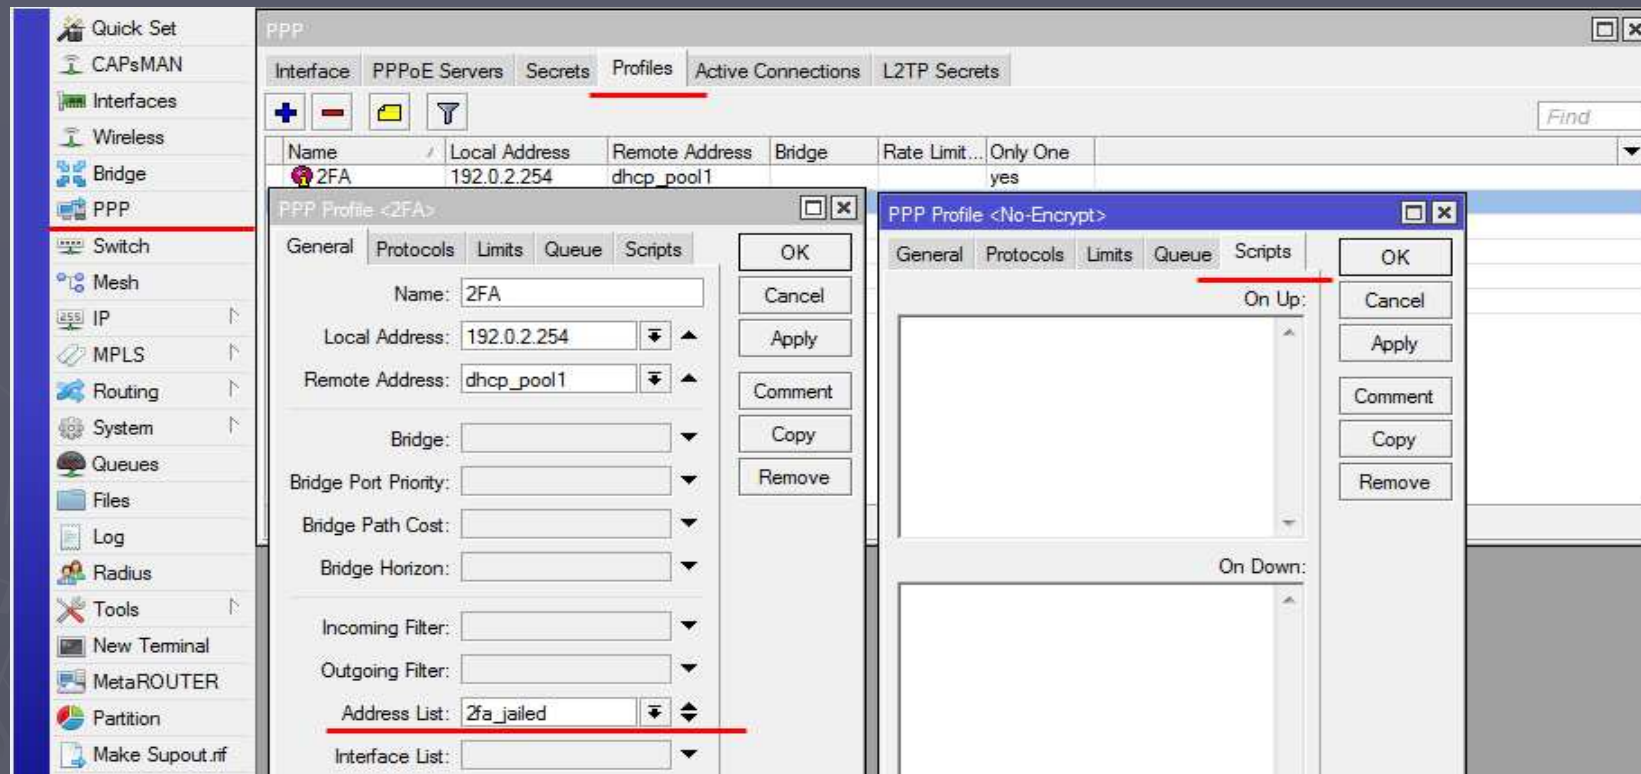 Quick Set
CAPsMAN
Interfaces
Wireless
Bridge
PPP
Switch
Mesh
IP
MPLS
Routing
System
Queues
Files
Log
Radius
Tools
New Terminal
MetaROUTER
Partition
Make Supout.rif
PPP
Interface PPPoE Servers Secrets Profiles Active Connections L2TP Secrets
Find
Name Local Address Remote Address Bridge Rate Limit... Only One
2FA 192.0.2.254 dhcp_pool1 yes
PPP Profile <2FA>
General Protocols Limits Queue Scripts
Name: 2FA
Local Address: 192.0.2.254
Remote Address: dhcp_pool1
Bridge:
Bridge Port Priority:
Bridge Path Cost:
Bridge Horizon:
Incoming Filter:
Outgoing Filter:
Address List: 2fa_jailed
Interface List:
OK
Cancel
Apply
Comment
Copy
Remove
PPP Profile <No-Encrypt>
General Protocols Limits Queue Scripts
On Up:
On Down:
OK
Cancel
Apply
Comment
Copy
Remove